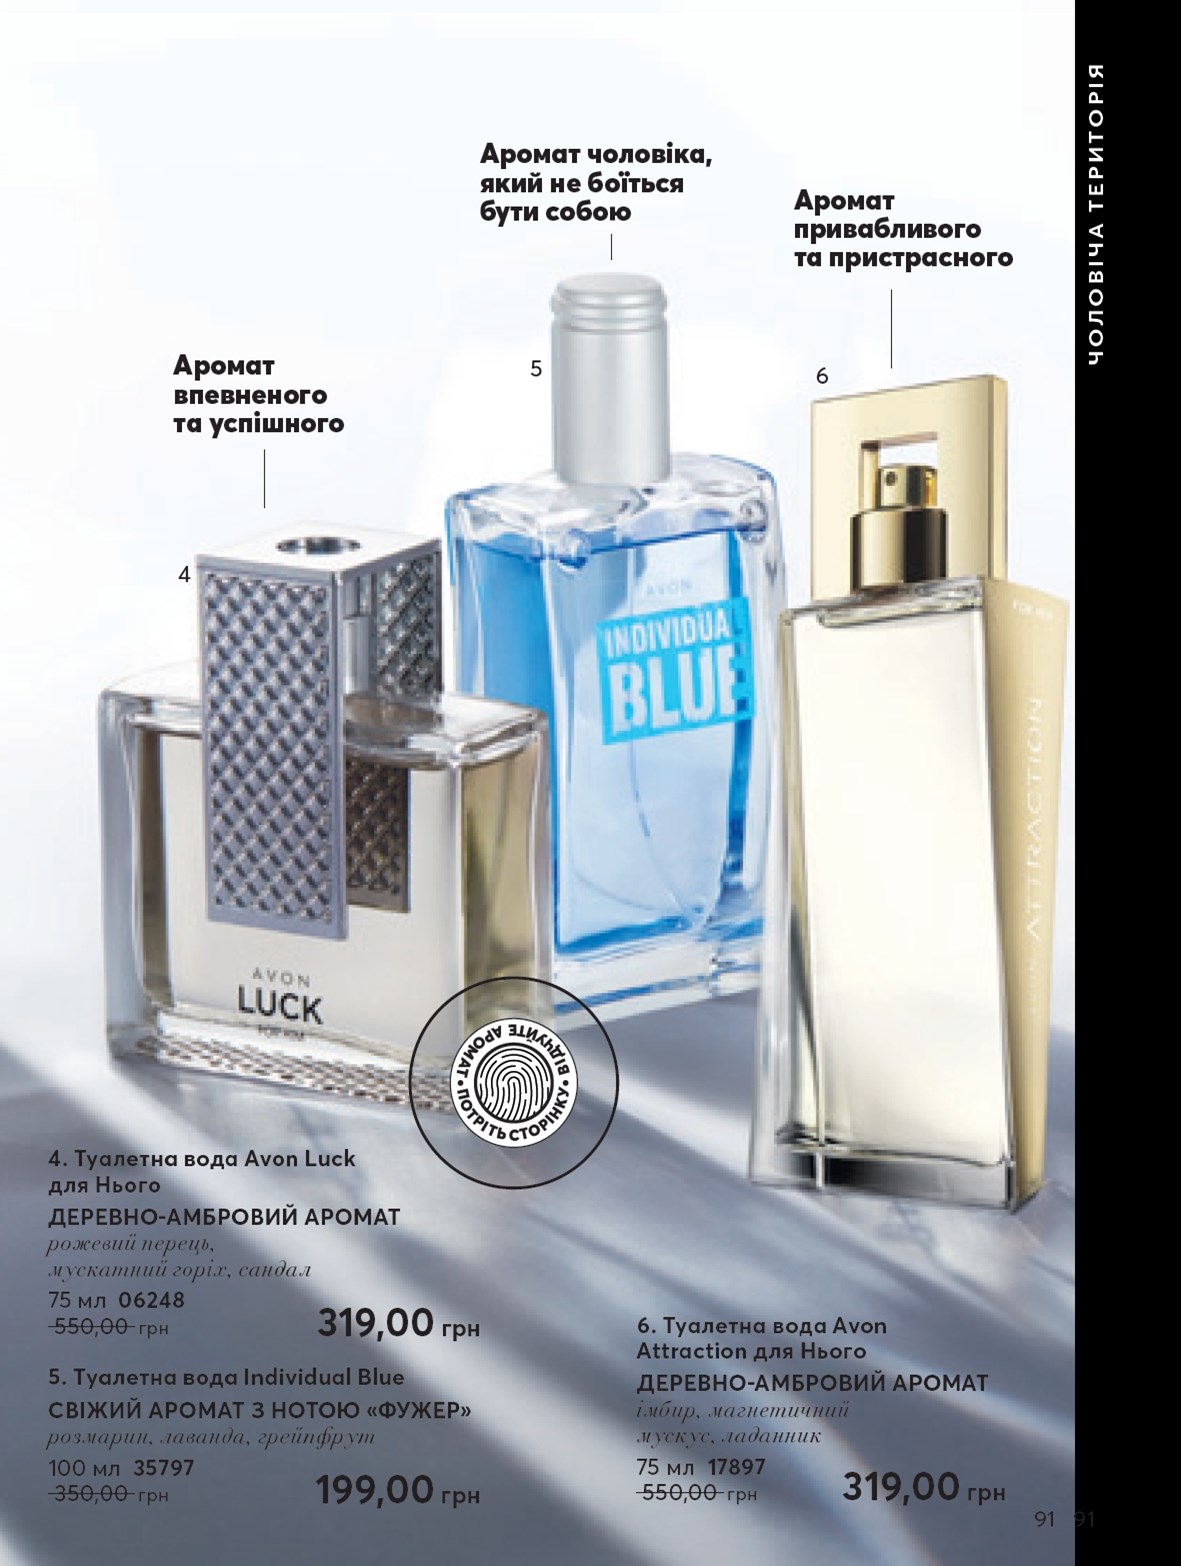 ЧОЛОВІЧА ТЕРИТОРІЯ
Аромат чоловіка,
який не боїться
бути собою
Аромат
привабливого
та пристрасного
Аромат
впевненого
та успішного
5
6
4
AVON
INDIVIDUAL
BLUE
FOR HIM
ATTRACTION
AVON
LUCK
FOR HIM
ВІДЧУЙТЕ АРОМАТ • ПОТРІТЬ СТОРІНКУ •
4. Туалетна вода Avon Luck
для Нього
ДЕРЕВНО-АМБРОВИЙ АРОМАТ
рожевий перець,
мускатний горіх, сандал
75 мл 06248
550,00 грн
319,00 грн
5. Туалетна вода Individual Blue
СВІЖИЙ АРОМАТ З НОТОЮ «ФУЖЕР»
розмарин, лаванда, грейпфрут
100 мл 35797
350,00 грн
199,00 грн
6. Туалетна вода Avon
Attraction для Нього
ДЕРЕВНО-АМБРОВИЙ АРОМАТ
імбир, магнетичний
мускус, ладанник
75 мл 17897
550,00 грн
319,00 грн
91 91